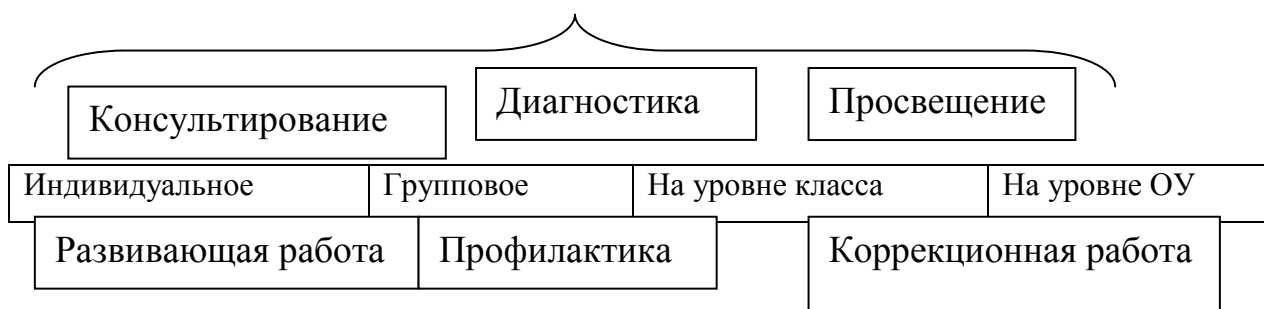 Консультирование
Диагностика
Просвещение
Индивидуальное
Групповое
На уровне класса
На уровне ОУ
Развивающая работа
Профилактика
Коррекционная работа